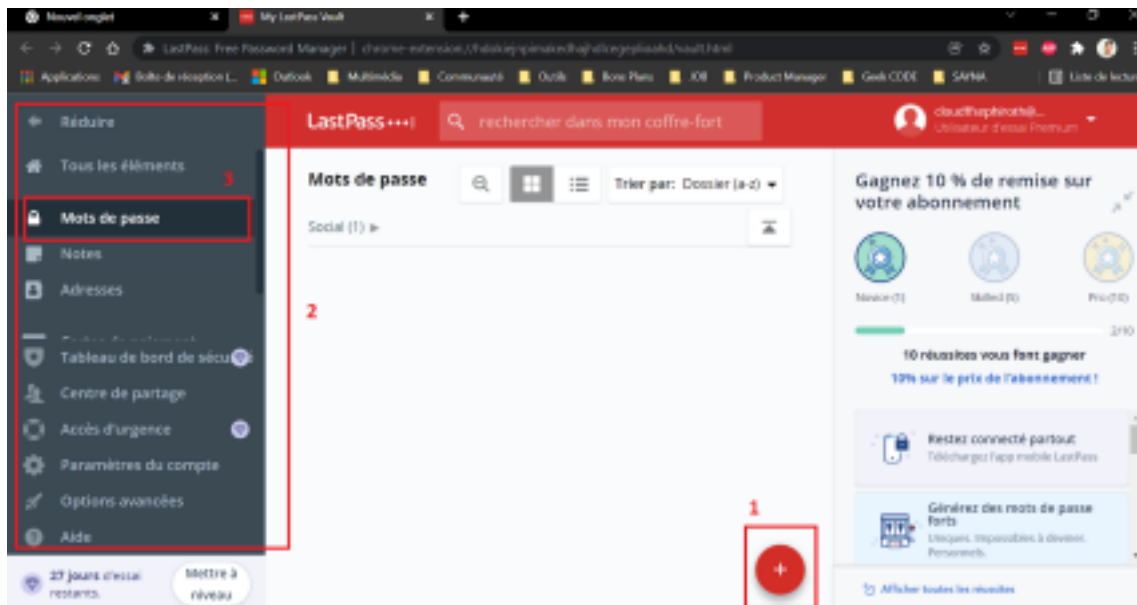 Nouvel onglet
My LastPass Vault
LastPass: Free Password Manager
Applications
Boîte de réception (...
Outlook
Multimédia
Communauté
Outils
Bons Plans
JOB
Product Manager
Geek CODE
SAYNA
Liste de lecture
Réduire
Tous les éléments
3
Mots de passe
Notes
Adresses
Tableau de bord de sécu
Centre de partage
Accès d'urgence
Paramètres du compte
Options avancées
Aide
27 jours d'essai
restants.
Mettre à
niveau
LastPass
rechercher dans mon coffre-fort
Utilisateur d'essai Premium
Mots de passe
Trier par: Dossier (a-z)
Social (1)
2
1
+
Gagnez 10 % de remise sur
votre abonnement
Novice (1)
Skilled (5)
Pro (10)
2/10
10 réussites vous font gagner
10% sur le prix de l'abonnement !
Restez connecté partout
Téléchargez l'app mobile LastPass
Générez des mots de passe
forts
Uniques. Impossibles à deviner.
Personnels.
Afficher toutes les réussites